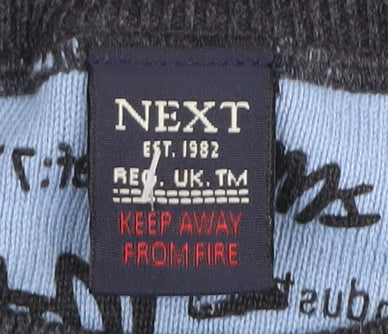 NEXT
EST. 1982
REG. UK. TM
KEEP AWAY
FROM FIRE